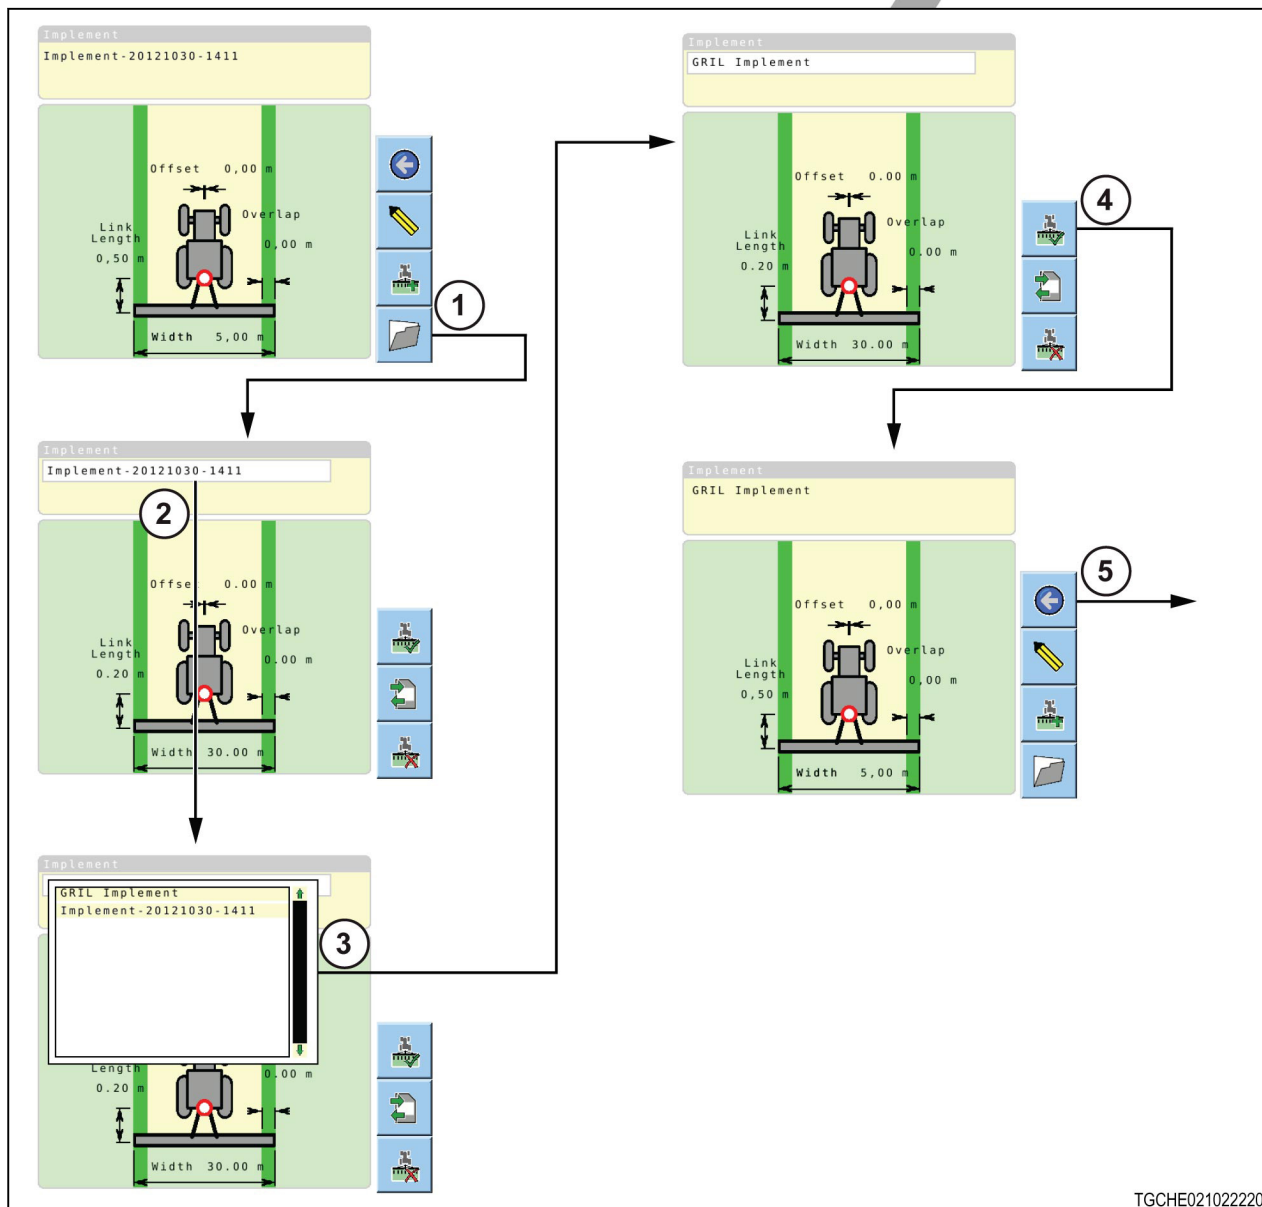 Implement
Implement-20121030-1411
Offset 0,00 m
Overlap
0,00 m
Link
Length
0,50 m
Width 5,00 m
1
Implement
Implement-20121030-1411
2
Offset 0.00 m
Overlap
0.00 m
Link
Length
0.20 m
Width 30.00 m
Implement
GRIL Implement
Implement-20121030-1411
3
Length
0.20 m
0.00 m
Width 30.00 m
Implement
GRIL Implement
Offset 0.00 m
Overlap
0.00 m
Link
Length
0.20 m
Width 30.00 m
4
Implement
GRIL Implement
Offset 0,00 m
Overlap
0,00 m
Link
Length
0,50 m
Width 5,00 m
5
TGCHE021022220